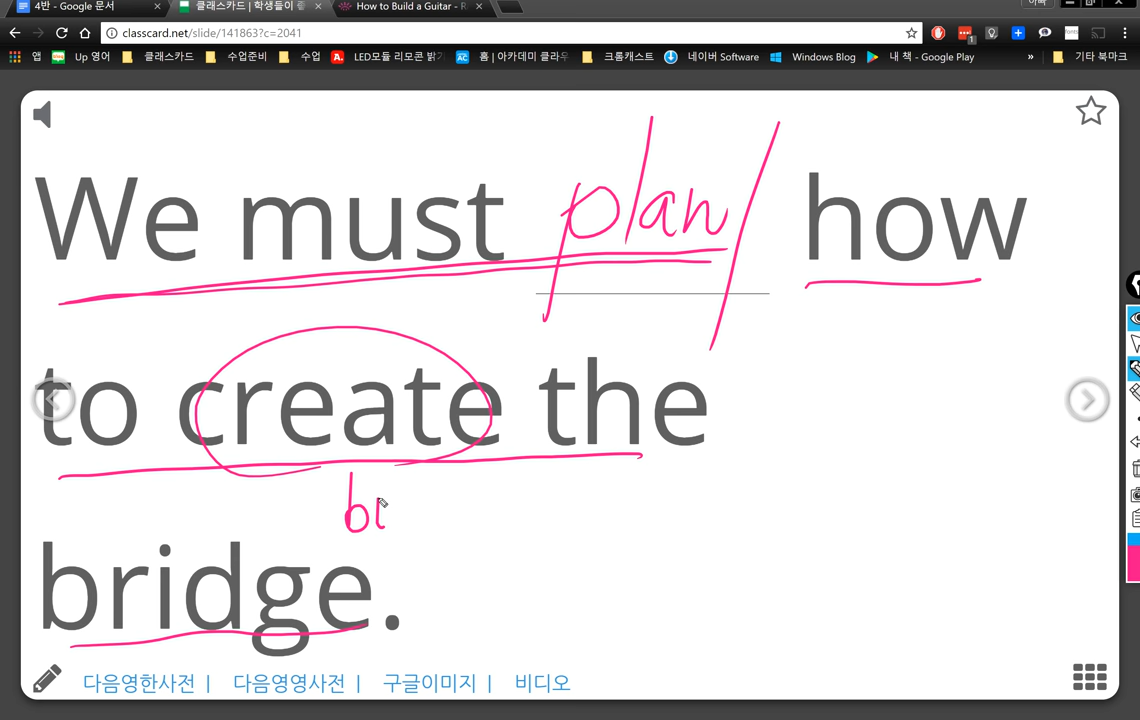 4반 - Google 문서
클래스카드 | 학생들이 좋
How to Build a Guitar - R
classcard.net/slide/141863?c=2041
앱 Up 영어 클래스카드 수업준비 수업 LED모듈 리모콘 밝기 홈 | 아카데미 클라우 크롬캐스트 네이버 Software Windows Blog 내 책 - Google Play » 기타 북마크
We must plan how
to create the
bridge.
다음영한사전 | 다음영영사전 | 구글이미지 | 비디오